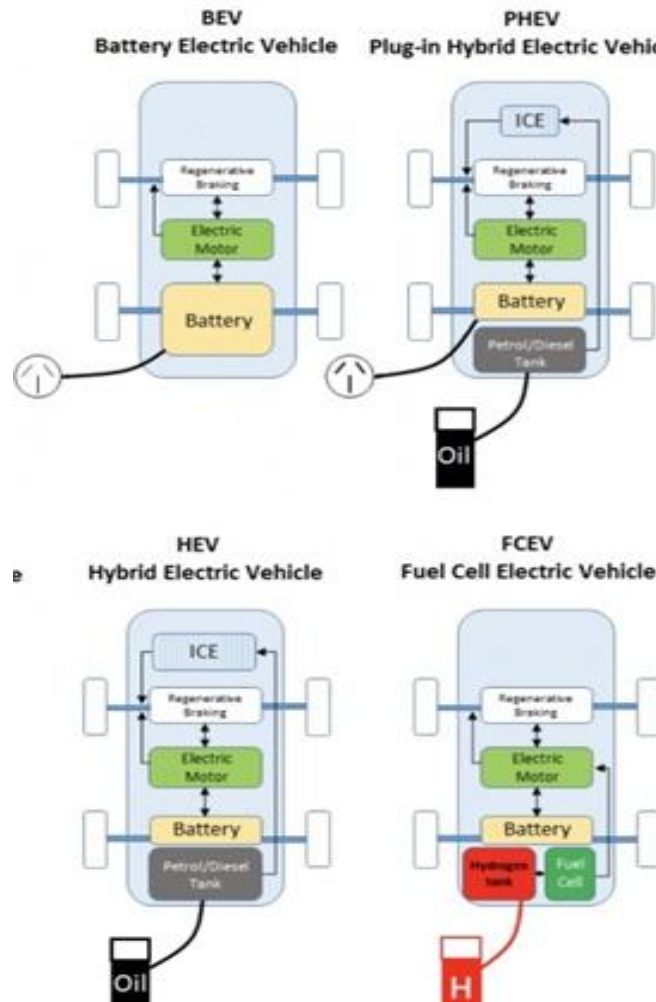 BEV
Battery Electric Vehicle
Regenerative
Braking
Electric
Motor
Battery
PHEV
Plug-in Hybrid Electric Vehic
ICE
Regenerative
Braking
Electric
Motor
Battery
Petrol/Diesel
Tank
Oil
e
HEV
Hybrid Electric Vehicle
ICE
Regenerative
Braking
Electric
Motor
Battery
Petrol/Diesel
Tank
Oil
FCEV
Fuel Cell Electric Vehicle
Regenerative
Braking
Electric
Motor
Battery
Hydrogen
tank
Fuel
Cell
H